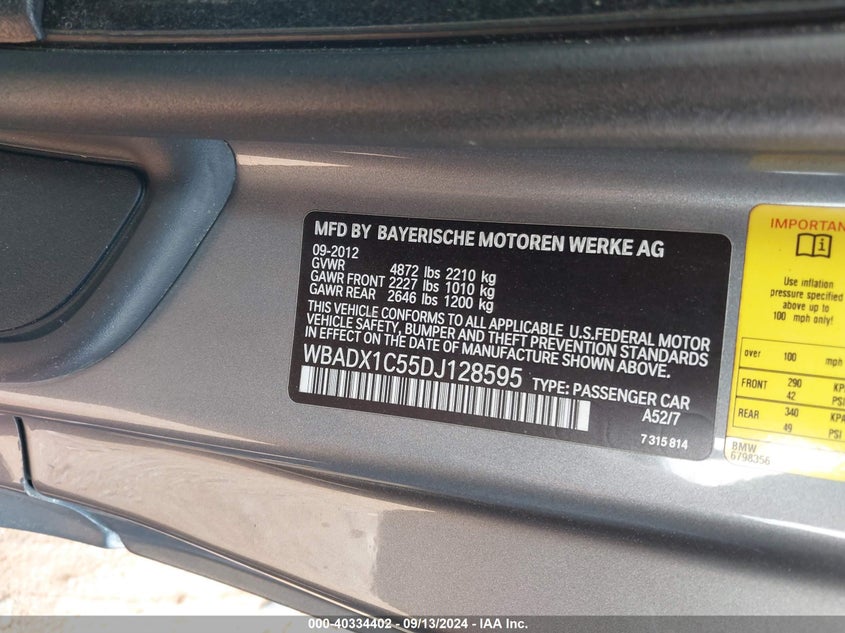 MFD BY BAYERISCHE MOTOREN WERKE AG
09-2012
GVWR 4872 lbs 2210 kg
GAWR FRONT 2227 lbs 1010 kg
GAWR REAR 2646 lbs 1200 kg
THIS VEHICLE CONFORMS TO ALL APPLICABLE U.S.FEDERAL MOTOR
VEHICLE SAFETY, BUMPER AND THEFT PREVENTION STANDARDS
IN EFFECT ON THE DATE OF MANUFACTURE SHOWN ABOVE.
WBADX1C55DJ128595 TYPE: PASSENGER CAR
A52/7
7 315 814
IMPORTAN
i
Use inflation
pressure specified
above up to
100 mph only!
over 100 mph
FRONT 290 KP
42 PSI
REAR 340 KPA
49 PSI
BMW
6798356
000-40334402 - 09/13/2024 - © IAA Inc.